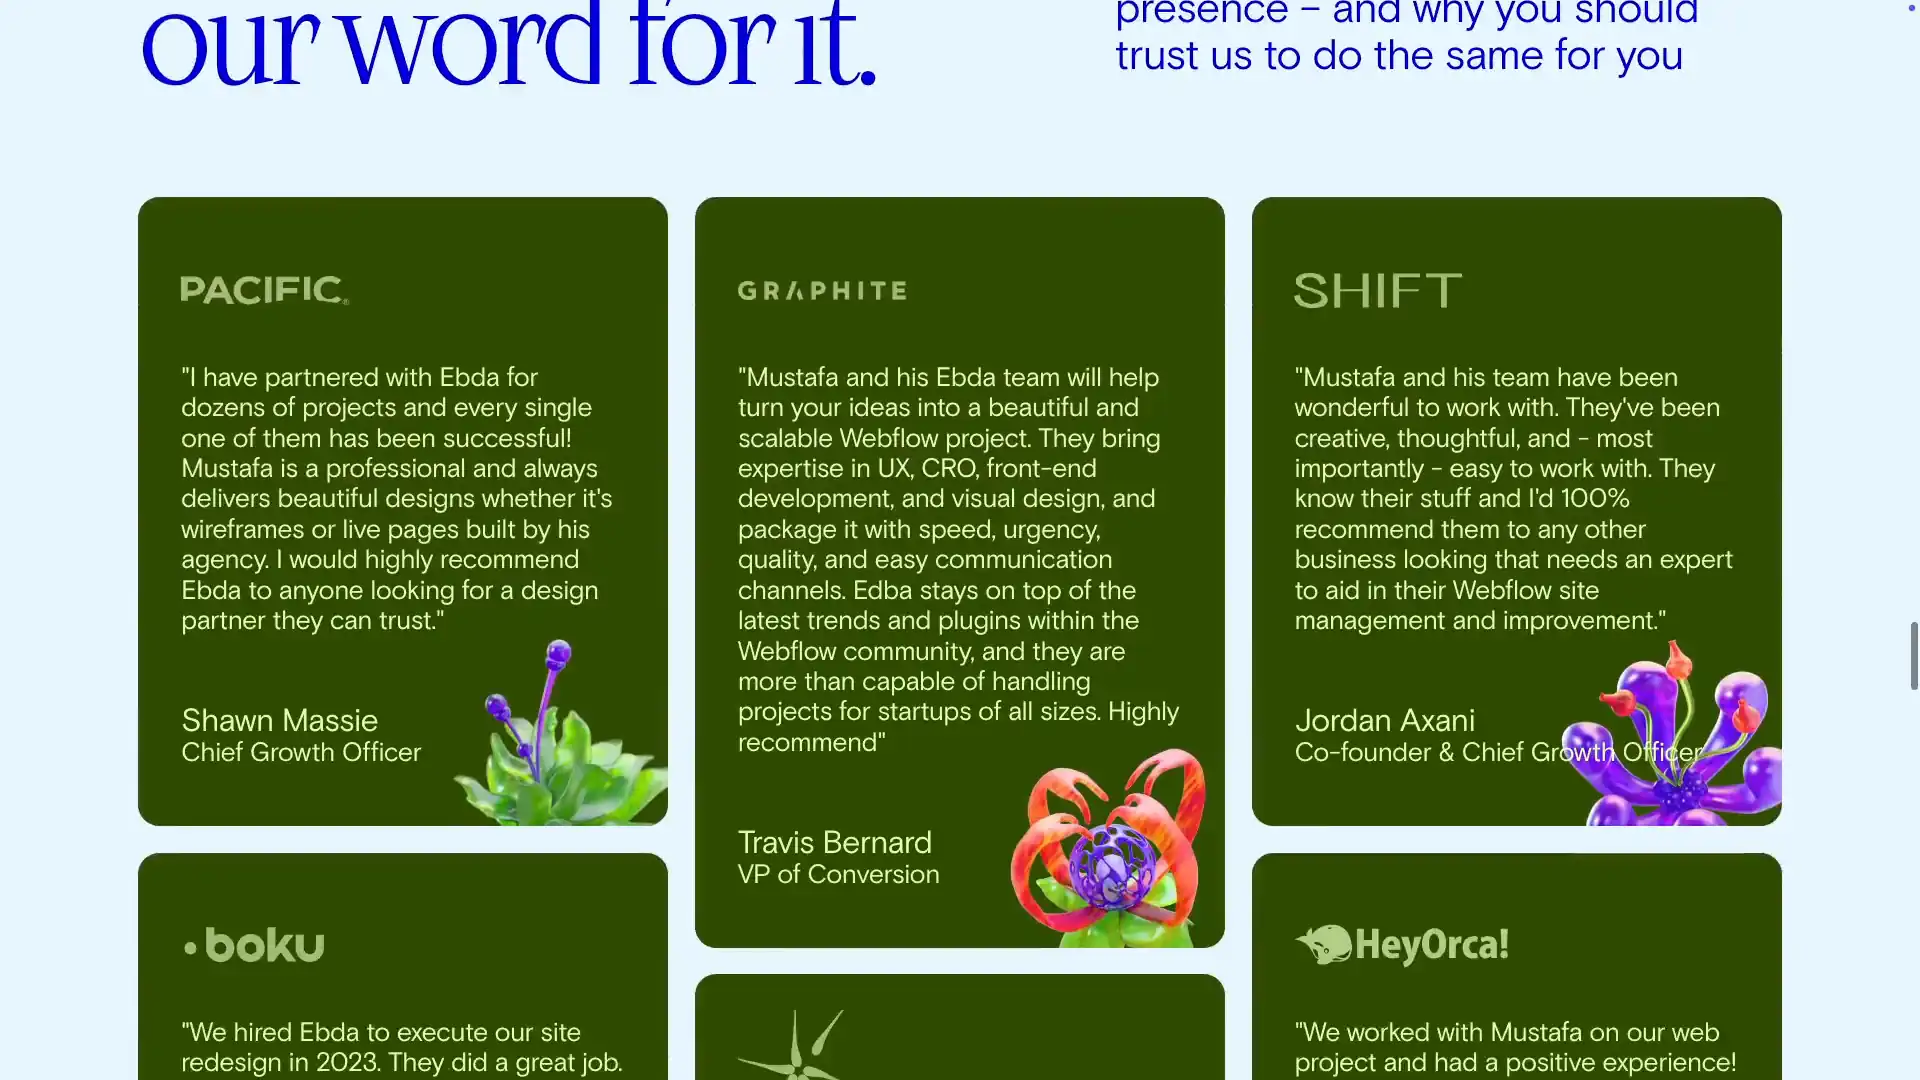 our word for it.
presence – and why you should
trust us to do the same for you
PACIFIC®
"I have partnered with Ebda for
dozens of projects and every single
one of them has been successful!
Mustafa is a professional and always
delivers beautiful designs whether it's
wireframes or live pages built by his
agency. I would highly recommend
Ebda to anyone looking for a design
partner they can trust."
Shawn Massie
Chief Growth Officer
GRAPHITE
"Mustafa and his Ebda team will help
turn your ideas into a beautiful and
scalable Webflow project. They bring
expertise in UX, CRO, front-end
development, and visual design, and
package it with speed, urgency,
quality, and easy communication
channels. Edba stays on top of the
latest trends and plugins within the
Webflow community, and they are
more than capable of handling
projects for startups of all sizes. Highly
recommend"
Travis Bernard
VP of Conversion
SHIFT
"Mustafa and his team have been
wonderful to work with. They've been
creative, thoughtful, and - most
importantly - easy to work with. They
know their stuff and I'd 100%
recommend them to any other
business looking that needs an expert
to aid in their Webflow site
management and improvement."
Jordan Axani
Co-founder & Chief Growth Officer
boku
"We hired Ebda to execute our site
redesign in 2023. They did a great job.
HeyOrca!
"We worked with Mustafa on our web
project and had a positive experience!